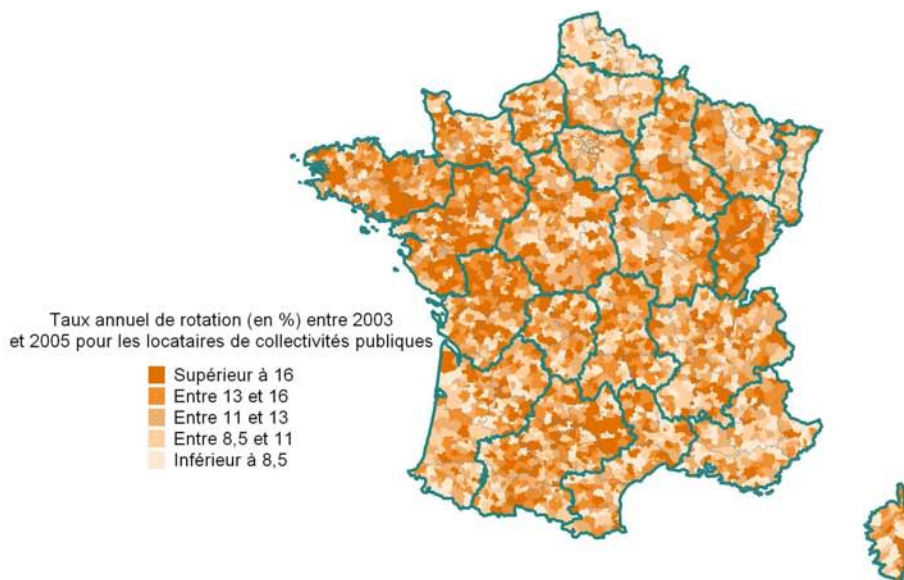 Taux annuel de rotation (en %) entre 2003
et 2005 pour les locataires de collectivités publiques
Supérieur à 16
Entre 13 et 16
Entre 11 et 13
Entre 8,5 et 11
Inférieur à 8,5